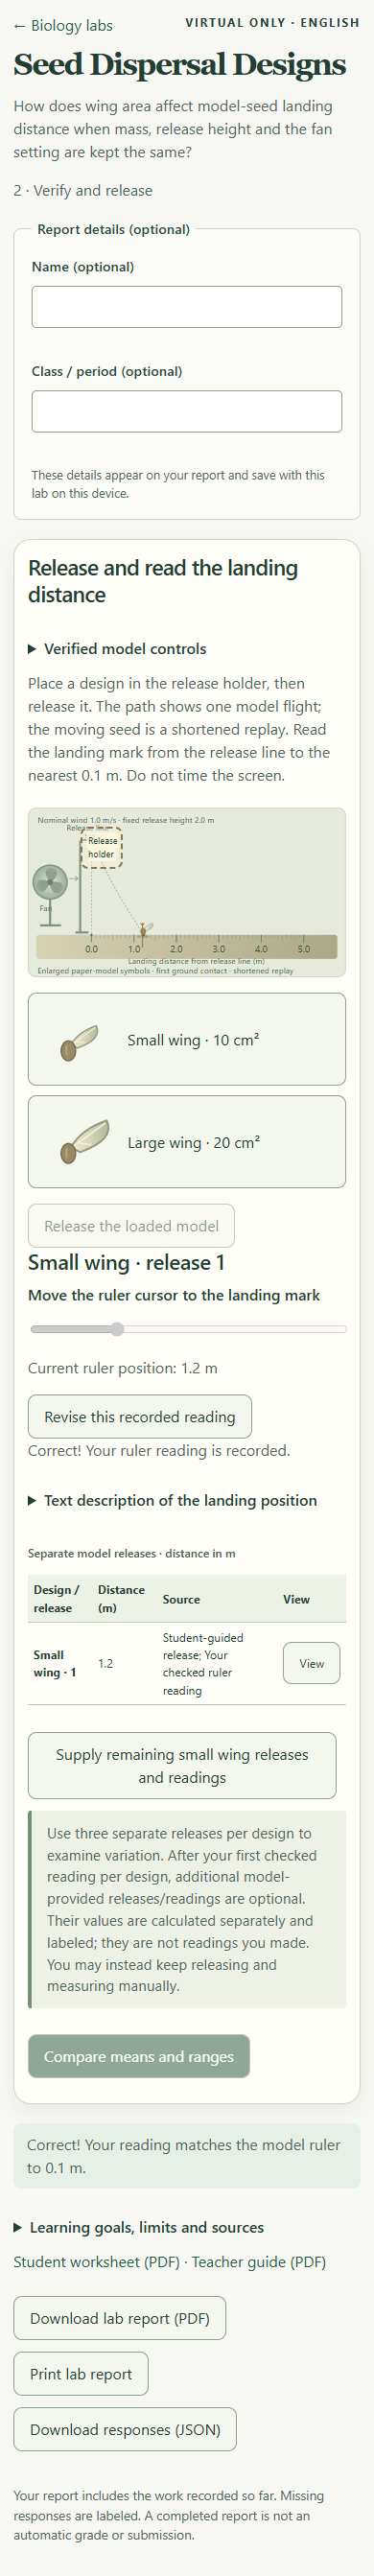 ← Biology labs
VIRTUAL ONLY · ENGLISH
Seed Dispersal Designs
How does wing area affect model-seed landing
distance when mass, release height and the fan
setting are kept the same?
2 · Verify and release
Report details (optional)
Name (optional)
Class / period (optional)
These details appear on your report and save with this
lab on this device.
Release and read the landing
distance
▶ Verified model controls
Place a design in the release holder, then
release it. The path shows one model flight;
the moving seed is a shortened replay. Read
the landing mark from the release line to the
nearest 0.1 m. Do not time the screen.
Nominal wind 1.0 m/s · fixed release height 2.0 m
Release
Release
holder
Fan
0.0 1.0 2.0 3.0 4.0 5.0
Landing distance from release line (m)
Enlarged paper-model symbols · first ground contact · shortened replay
Small wing · 10 cm²
Large wing · 20 cm²
Release the loaded model
Small wing · release 1
Move the ruler cursor to the landing mark
Current ruler position: 1.2 m
Revise this recorded reading
Correct! Your ruler reading is recorded.
▶ Text description of the landing position
Separate model releases · distance in m
Design /
release
Distance
(m)
Source
View
Small
wing · 1
1.2
Student-guided
release; Your
checked ruler
reading
View
Supply remaining small wing releases
and readings
Use three separate releases per design to
examine variation. After your first checked
reading per design, additional model-
provided releases/readings are optional.
Their values are calculated separately and
labeled; they are not readings you made.
You may instead keep releasing and
measuring manually.
Compare means and ranges
Correct! Your reading matches the model ruler
to 0.1 m.
▶ Learning goals, limits and sources
Student worksheet (PDF) · Teacher guide (PDF)
Download lab report (PDF)
Print lab report
Download responses (JSON)
Your report includes the work recorded so far. Missing
responses are labeled. A completed report is not an
automatic grade or submission.